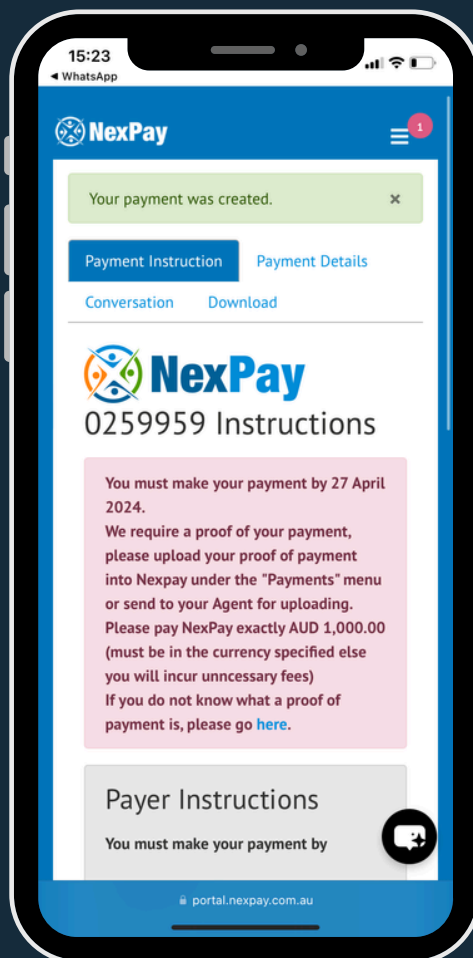 15:23
◀ WhatsApp
NexPay
1
Your payment was created. ×
Payment Instruction Payment Details
Conversation Download
NexPay
0259959 Instructions
You must make your payment by 27 April
2024.
We require a proof of your payment,
please upload your proof of payment
into Nexpay under the "Payments" menu
or send to your Agent for uploading.
Please pay NexPay exactly AUD 1,000.00
(must be in the currency specified else
you will incur unncessary fees)
If you do not know what a proof of
payment is, please go here.
Payer Instructions
You must make your payment by
portal.nexpay.com.au